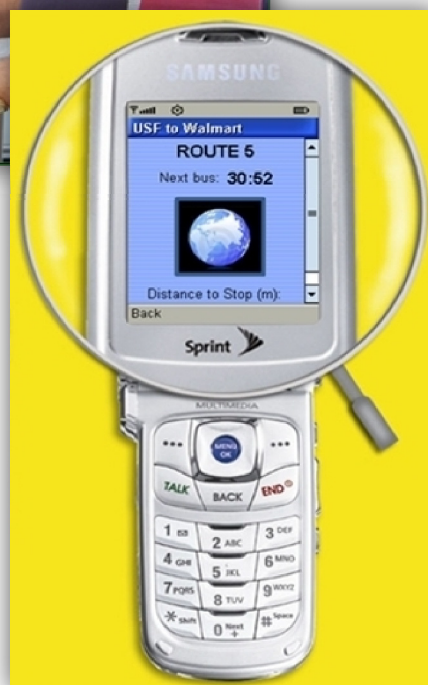 SAMSUNG
USF to Walmart
ROUTE 5
Next bus: 30:52
Distance to Stop (m):
Back
Sprint
MULTIMEDIA
MENU
OK
TALK
BACK
END
1
2 ABC
3 DEF
4 GHI
5 JKL
6 MNO
7 PQRS
8 TUV
9 WXYZ
* Shift
0 Next
+
# Space